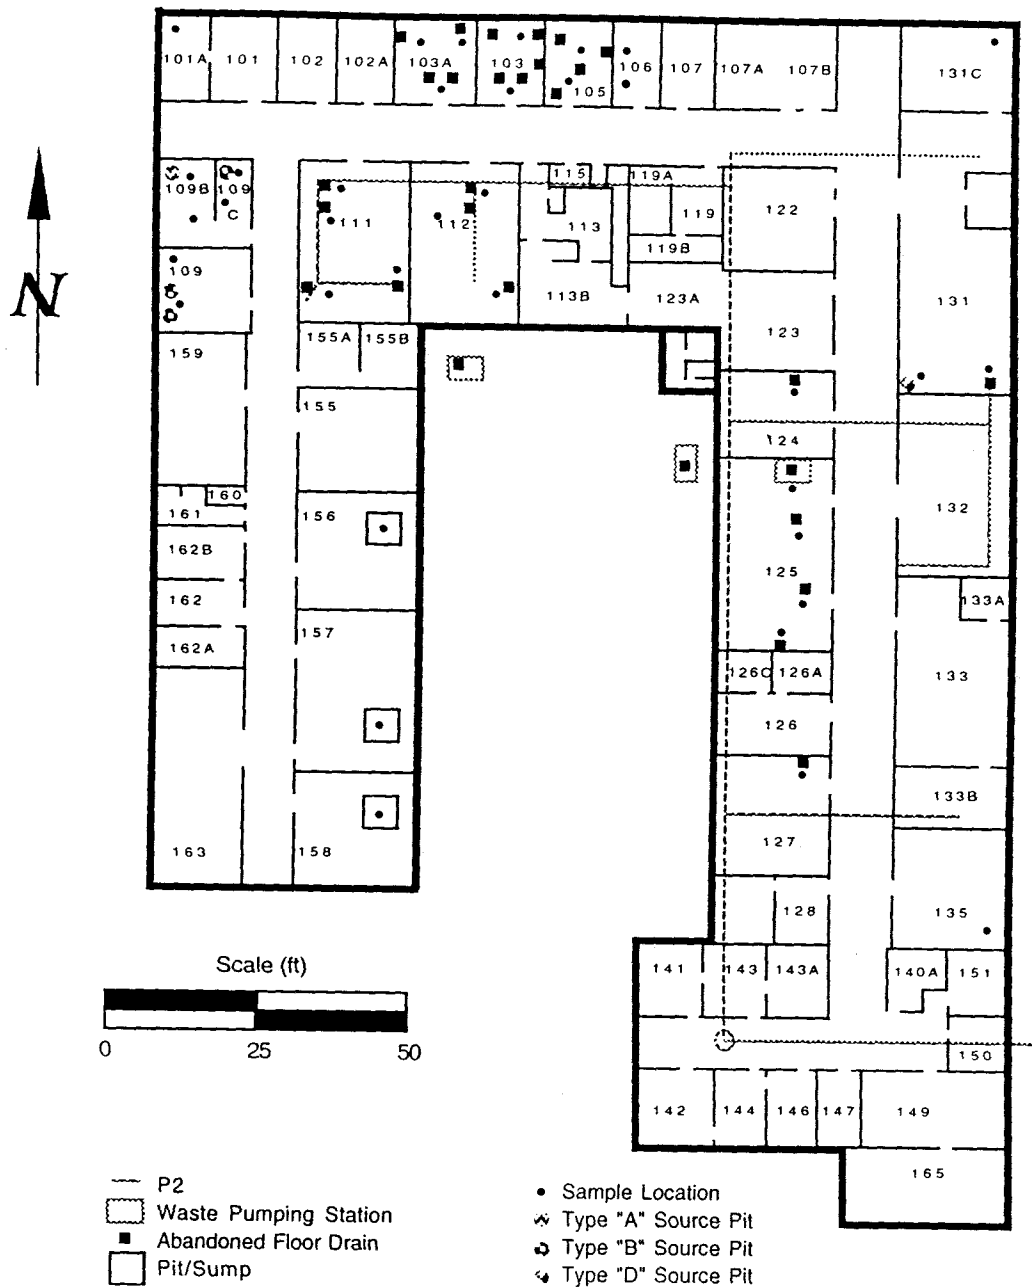 101A 101 102 102A 103A 103 105 106 107 107A 107B 131C
115 119A
109B 109 C 111 112 113 119 122
119B
109 113B 123A 131
155A 155B 123
159
155
124
160
161 156 132
162B
125
162 133A
157
162A
126C 126A 133
126
133B
127
163 158
128 135
N
Scale (ft)
0 25 50
141 143 143A 140A 151
150
142 144 146 147 149
165
P2
Waste Pumping Station
Abandoned Floor Drain
Pit/Sump
Sample Location
Type "A" Source Pit
Type "B" Source Pit
Type "D" Source Pit